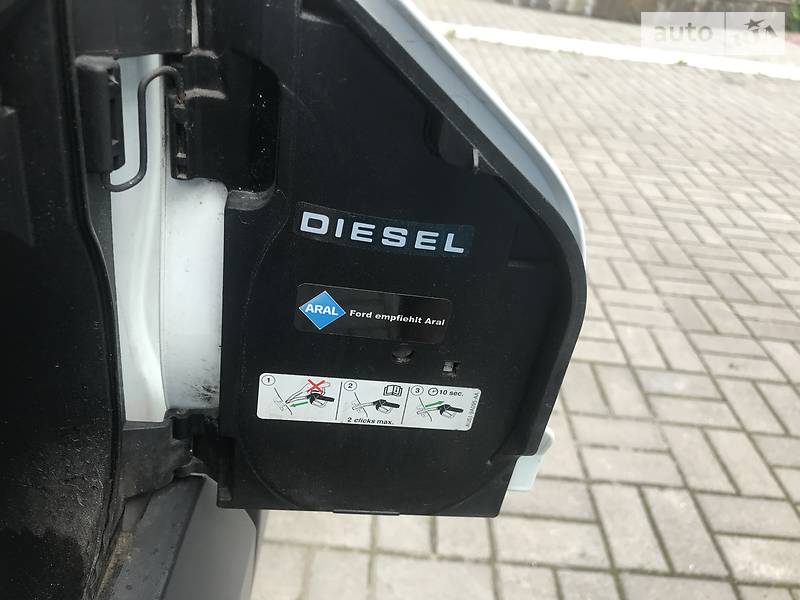 auto
DIESEL
ARAL Ford empfiehlt Aral
1 2 3 10 sec.
2 clicks max.